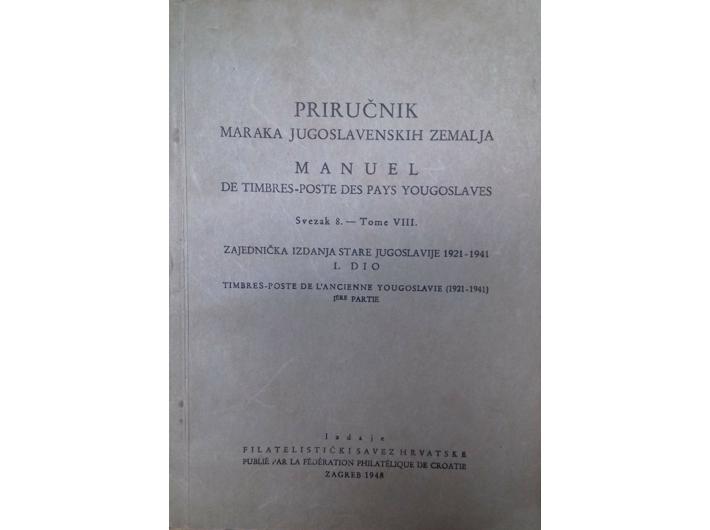 PRIRUČNIK
MARAKA JUGOSLAVENSKIH ZEMALJA
MANUEL
DE TIMBRES-POSTE DES PAYS YOUGOSLAVES
Svezak 8. — Tome VIII.
ZAJEDNIČKA IZDANJA STARE JUGOSLAVIJE 1921-1941
I. DIO
TIMBRES-POSTE DE L'ANCIENNE YOUGOSLAVIE (1921-1941)
IÈRE PARTIE
Izdaje
FILATELISTIČKI SAVEZ HRVATSKE
PUBLIÉ PAR LA FÉDÉRATION PHILATÉLIQUE DE CROATIE
ZAGREB 1948